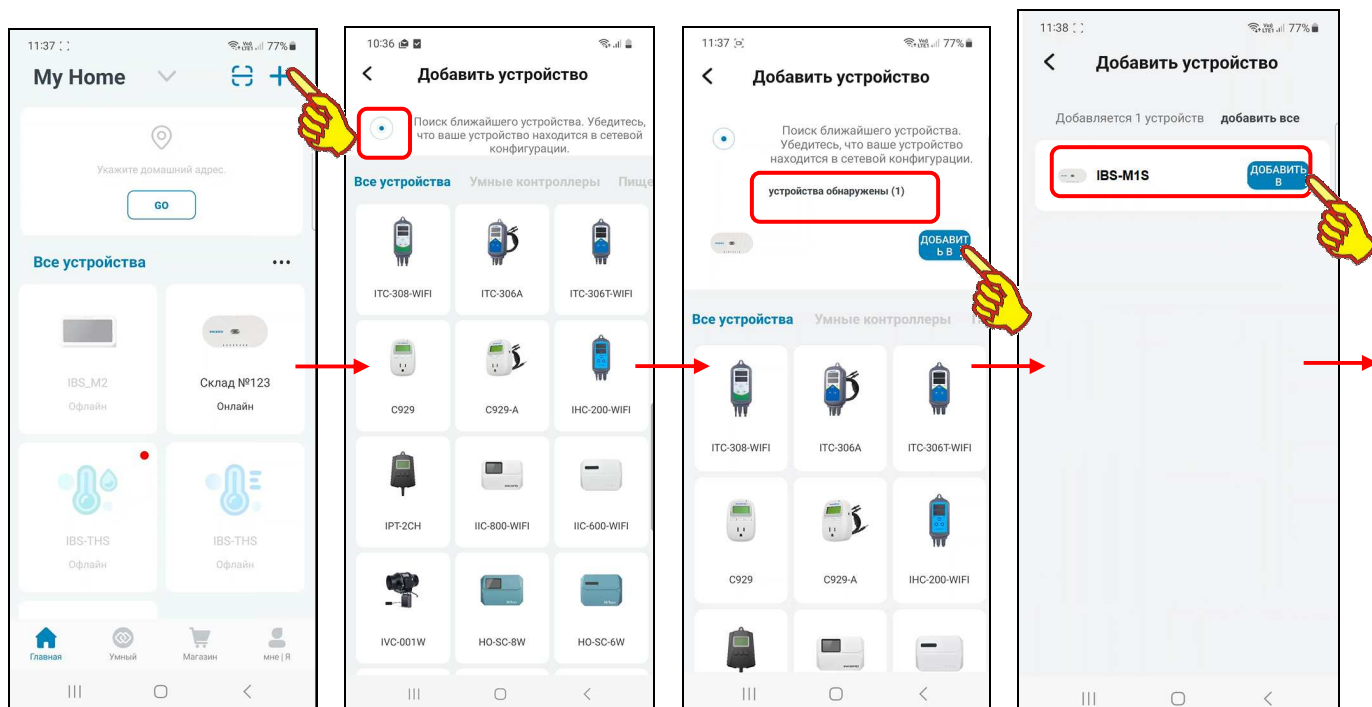 11:37
77%
My Home
Укажите домашний адрес.
GO
Все устройства
IBS_M2
Офлайн
Склад №123
Онлайн
IBS-THS
Офлайн
IBS-THS
Офлайн
Главная
Умный
Магазин
мне | Я
10:36
Добавить устройство
Поиск ближайшего устройства. Убедитесь,
что ваше устройство находится в сетевой
конфигурации.
Все устройства
Умные контроллеры
Пище
ITC-308-WIFI
ITC-306A
ITC-306T-WIFI
C929
C929-A
IHC-200-WIFI
IPT-2CH
IIC-800-WIFI
IIC-600-WIFI
IVC-001W
HO-SC-8W
HO-SC-6W
11:37
77%
Добавить устройство
Поиск ближайшего устройства.
Убедитесь, что ваше устройство
находится в сетевой конфигурации.
устройства обнаружены (1)
ДОБАВИТ
Ь В
Все устройства
Умные контроллеры
ITC-308-WIFI
ITC-306A
ITC-306T-WIFI
C929
C929-A
IHC-200-WIFI
11:38
77%
Добавить устройство
Добавляется 1 устройств
добавить все
IBS-M1S
ДОБАВИТЬ
В